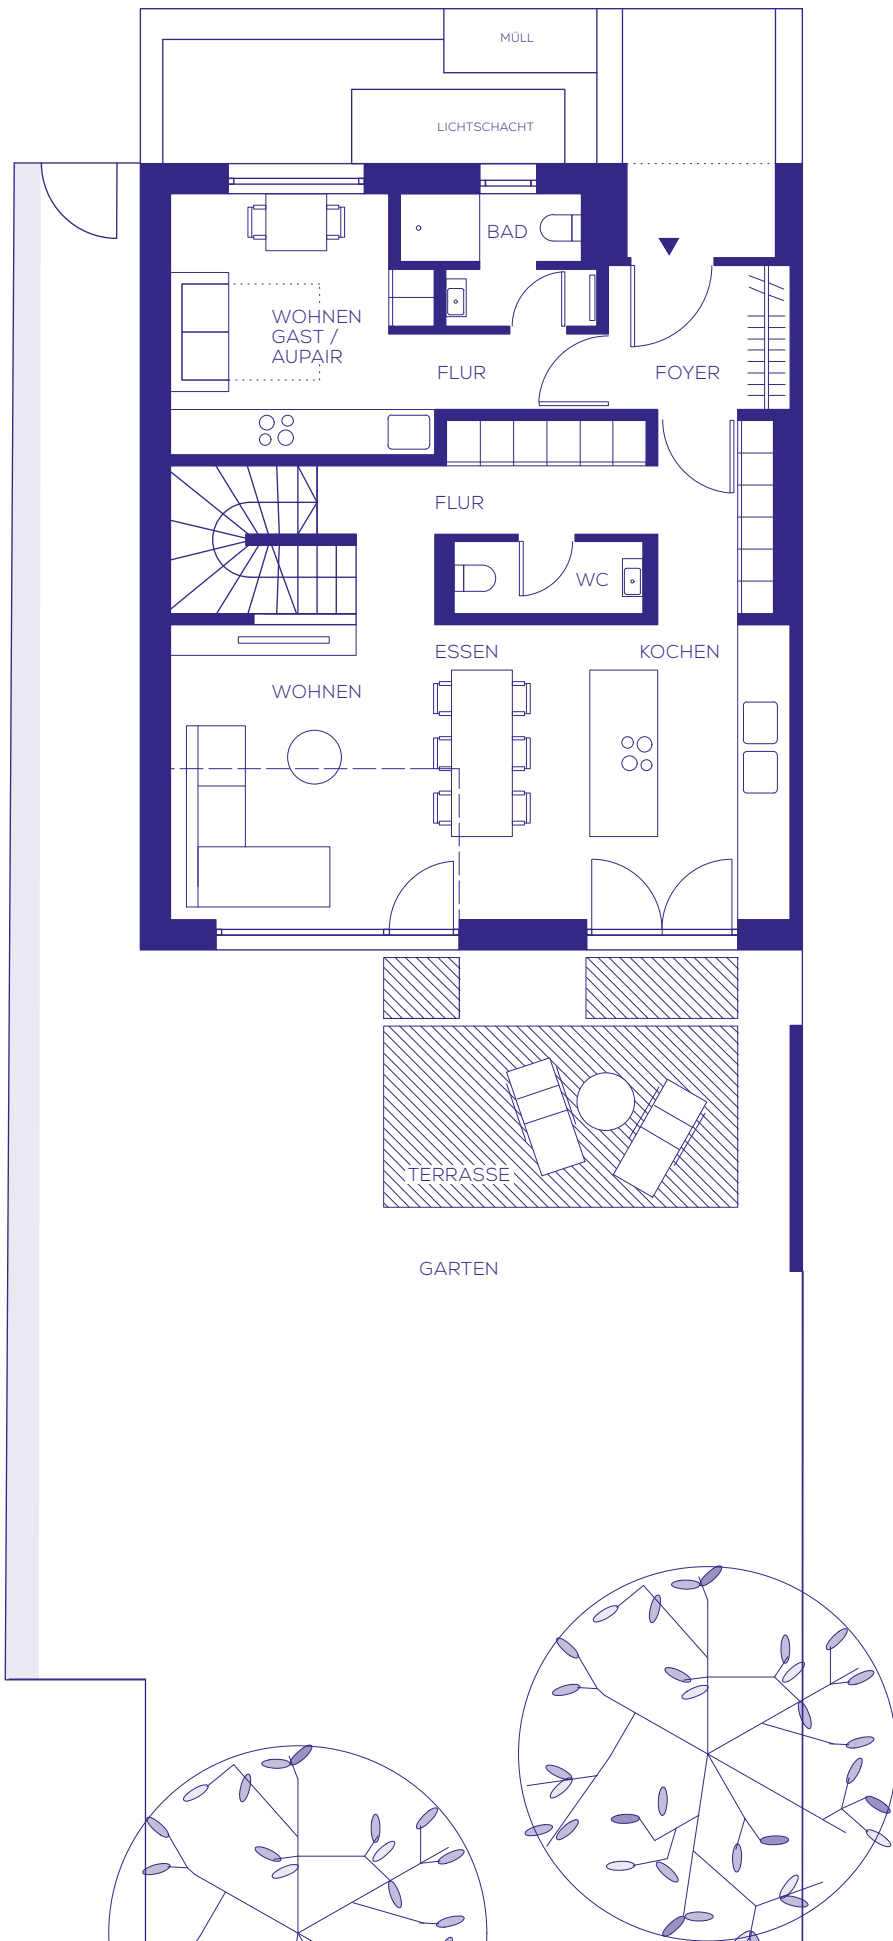 MÜLL
LICHTSCHACHT
BAD
WOHNEN
GAST /
AUPAIR
FLUR
FOYER
FLUR
WC
ESSEN
KOCHEN
WOHNEN
TERRASSE
GARTEN